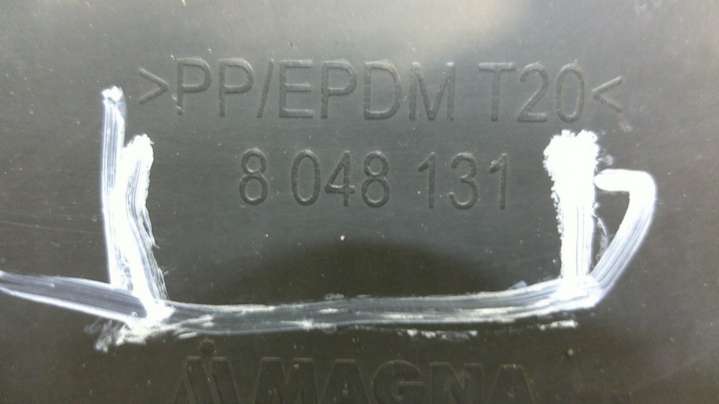 >PP/EPDM T20<
8 048 131
MAGNA